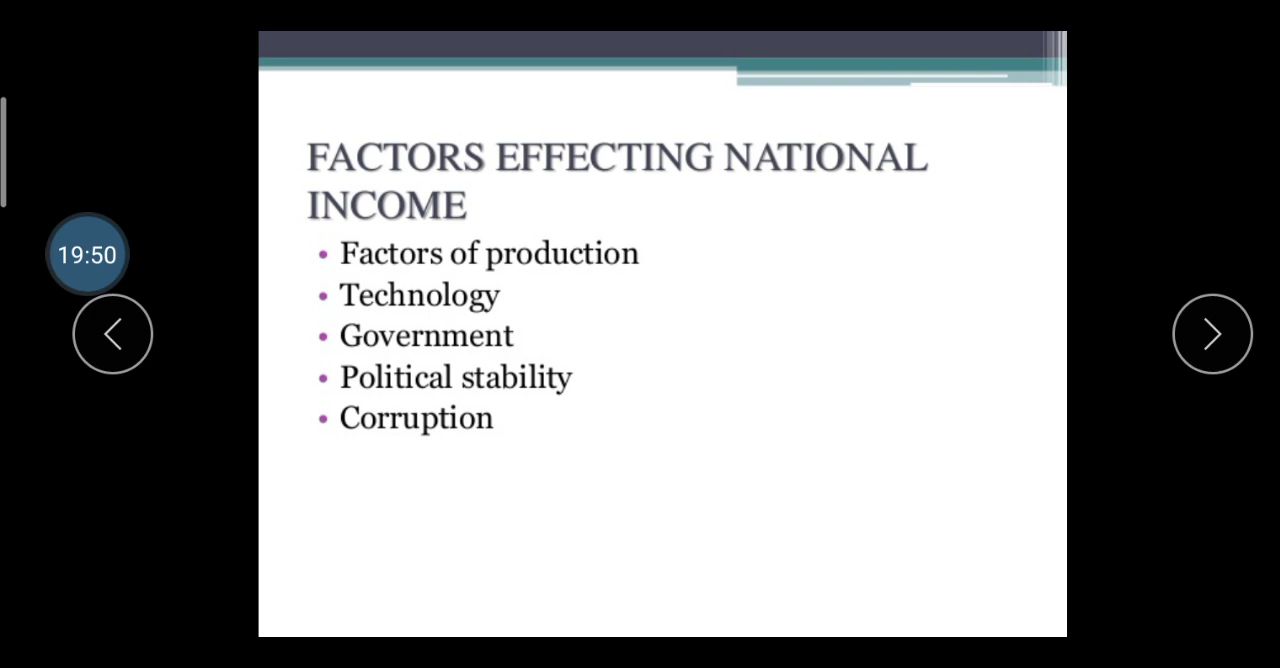 FACTORS EFFECTING NATIONAL
INCOME
• Factors of production
19:50
• Technology
• Government
• Political stability
• Corruption